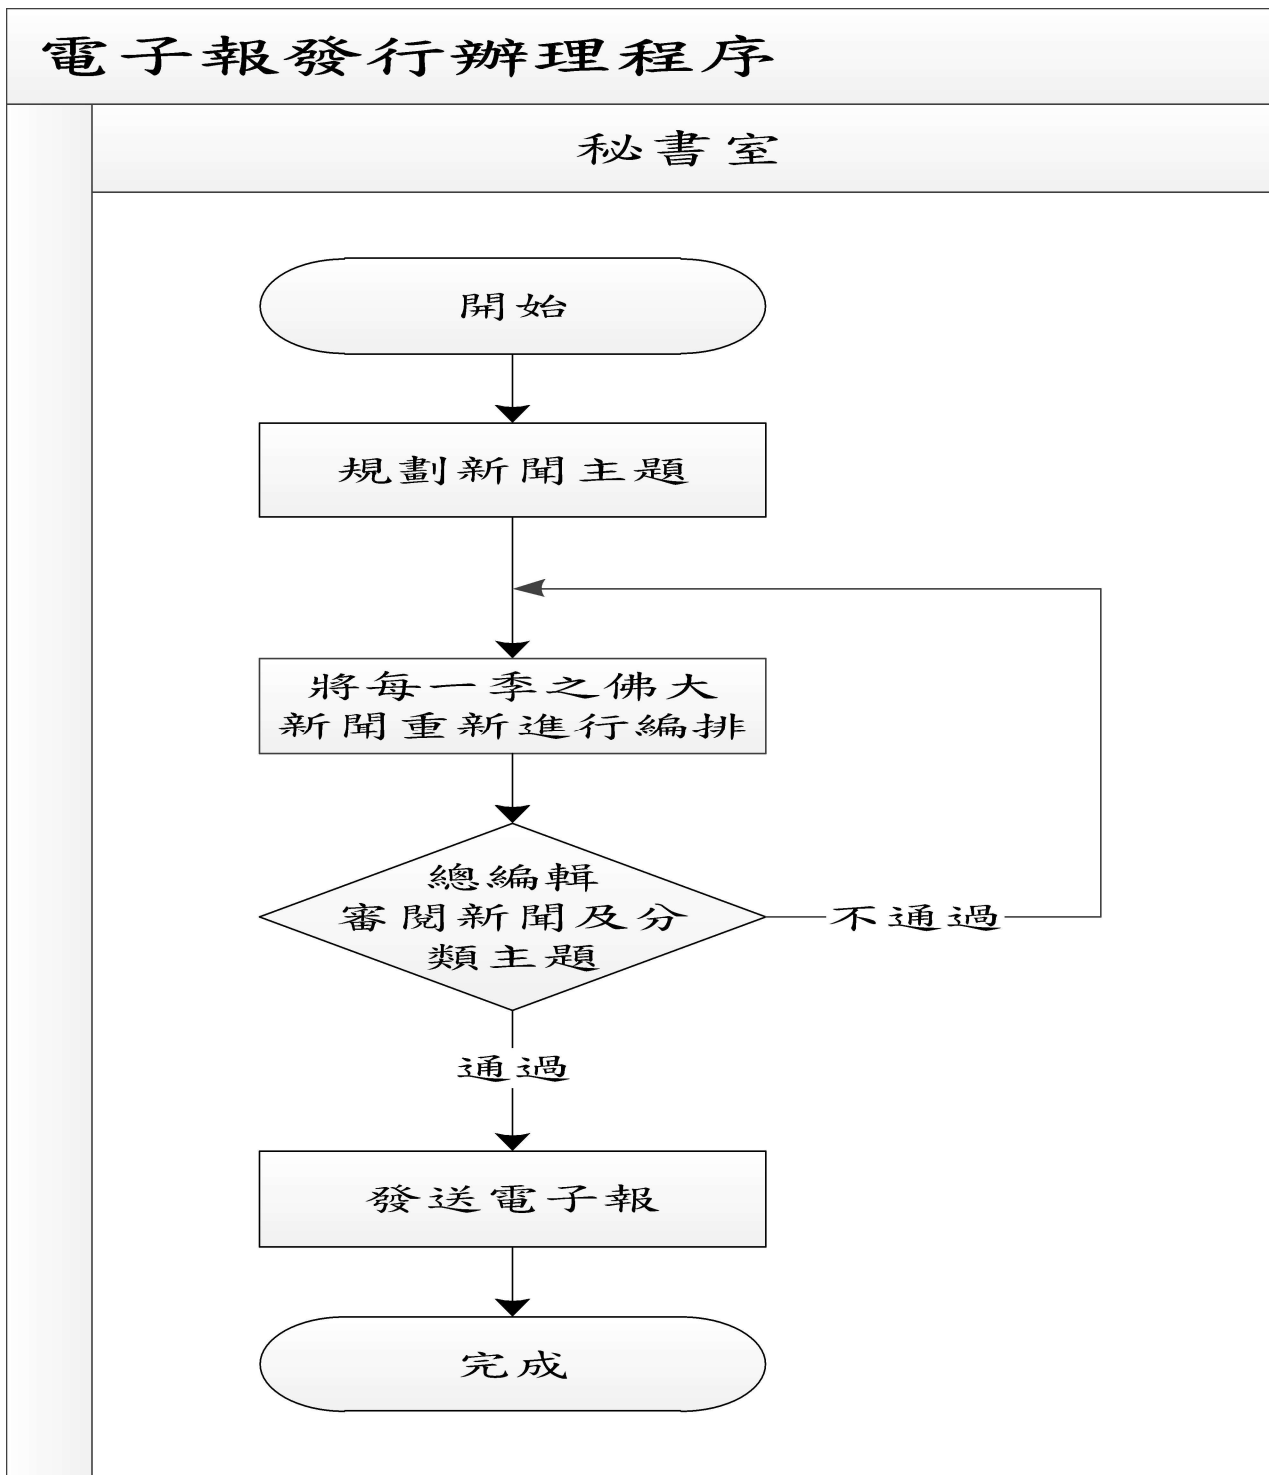 電子報發行辦理程序
秘書室
開始
規劃新聞主題
將每一季之佛大
新聞重新進行編排
總編輯
審閱新聞及分
類主題
不通過
通過
發送電子報
完成